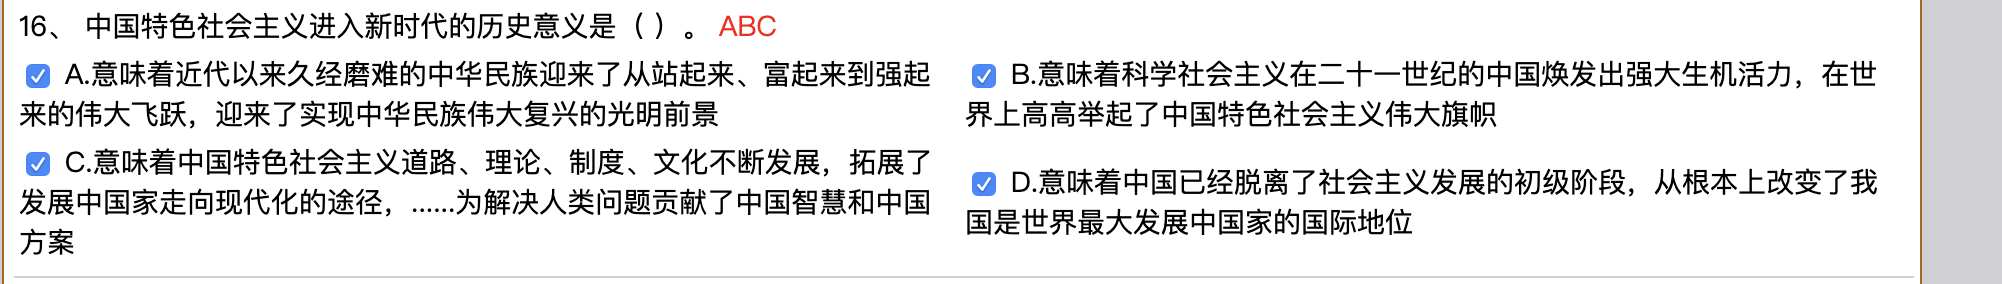 16、 中国特色社会主义进入新时代的历史意义是（ ）。 ABC
A.意味着近代以来久经磨难的中华民族迎来了从站起来、富起来到强起
来的伟大飞跃，迎来了实现中华民族伟大复兴的光明前景
B.意味着科学社会主义在二十一世纪的中国焕发出强大生机活力，在世
界上高高举起了中国特色社会主义伟大旗帜
C.意味着中国特色社会主义道路、理论、制度、文化不断发展，拓展了
发展中国家走向现代化的途径，......为解决人类问题贡献了中国智慧和中国
方案
D.意味着中国已经脱离了社会主义发展的初级阶段，从根本上改变了我
国是世界最大发展中国家的国际地位